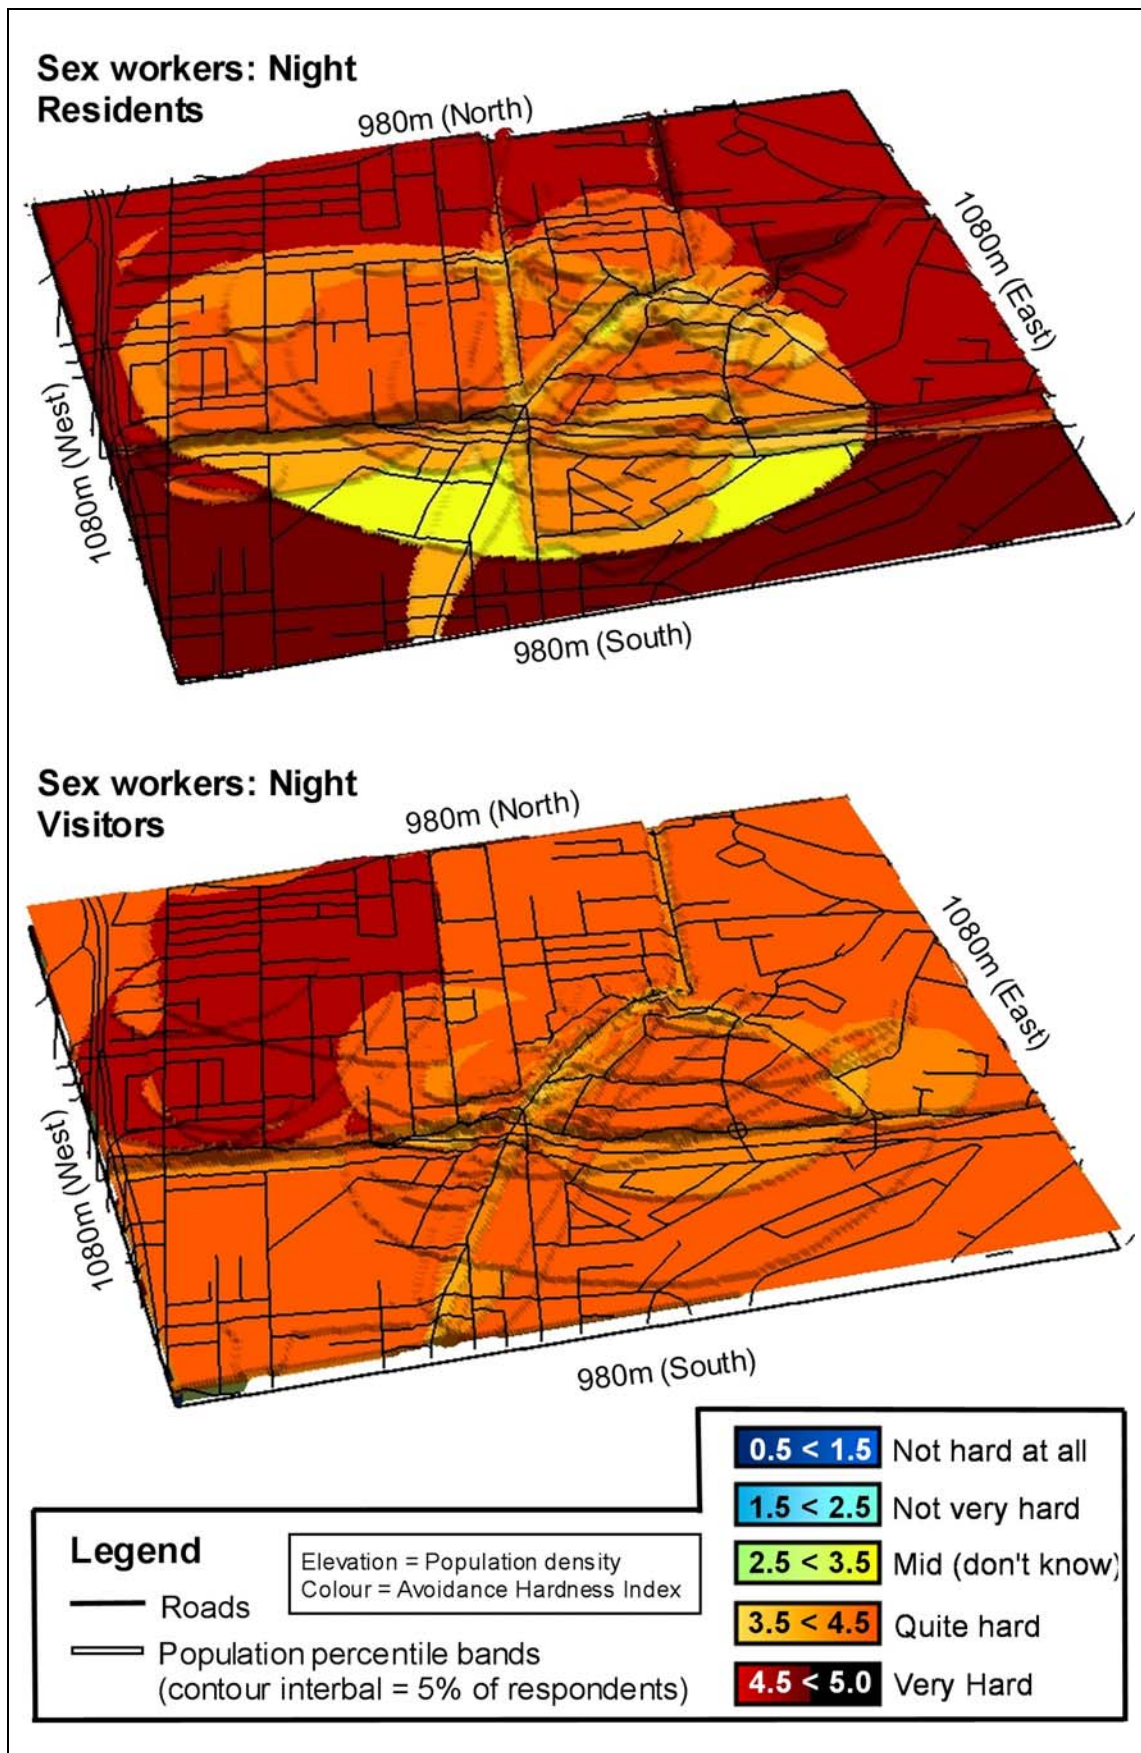 Sex workers: Night
Residents
980m (North)
1080m (East)
1080m (West)
980m (South)
Sex workers: Night
Visitors
980m (North)
1080m (East)
1080m (West)
980m (South)
Legend
Roads
Population percentile bands
(contour interbal = 5% of respondents)
Elevation = Population density
Colour = Avoidance Hardness Index
0.5 < 1.5 Not hard at all
1.5 < 2.5 Not very hard
2.5 < 3.5 Mid (don't know)
3.5 < 4.5 Quite hard
4.5 < 5.0 Very Hard